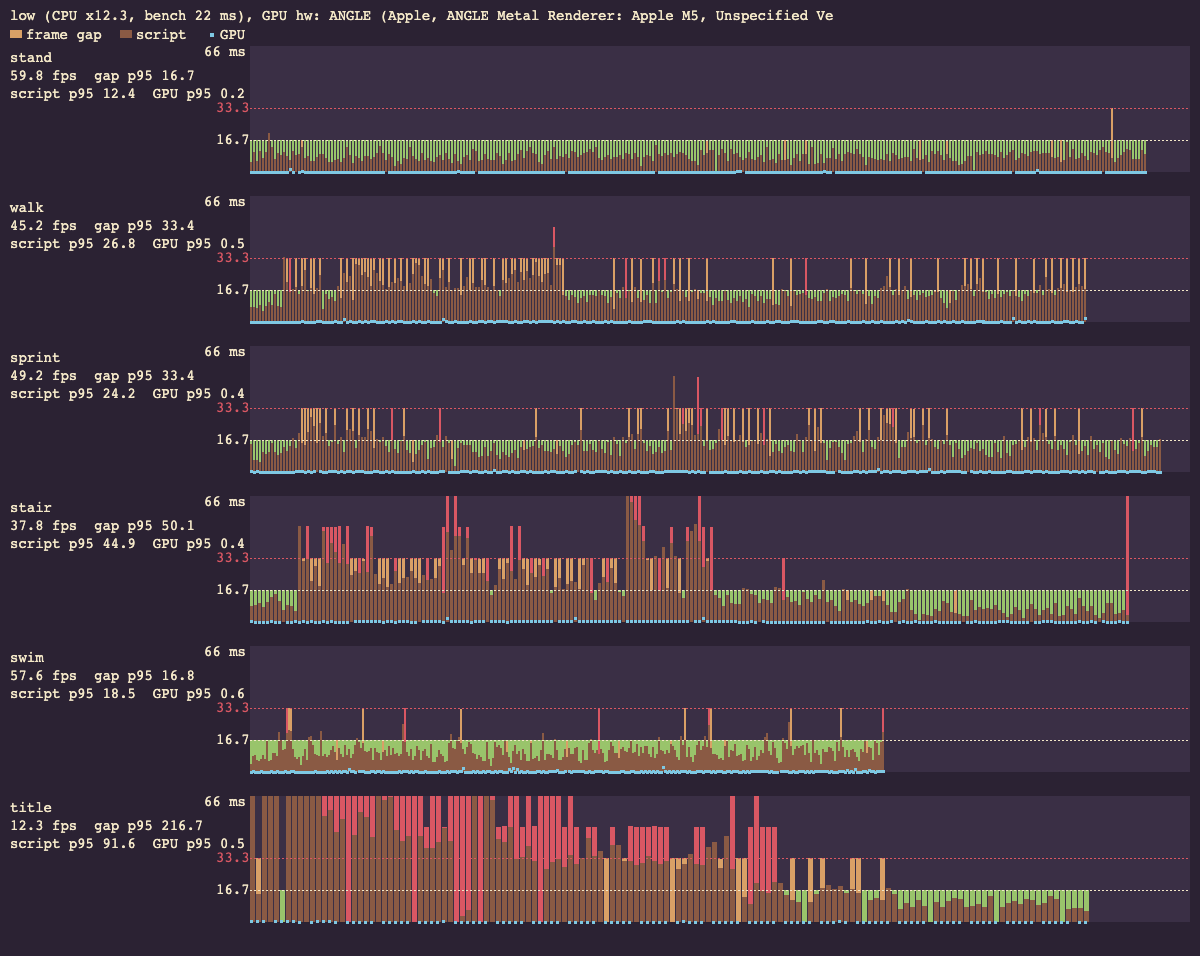 low (CPU x12.3, bench 22 ms), GPU hw: ANGLE (Apple, ANGLE Metal Renderer: Apple M5, Unspecified Ve
frame gap script GPU
66 ms
stand
59.8 fps gap p95 16.7
script p95 12.4 GPU p95 0.2
33.3
16.7
66 ms
walk
45.2 fps gap p95 33.4
script p95 26.8 GPU p95 0.5
33.3
16.7
66 ms
sprint
49.2 fps gap p95 33.4
script p95 24.2 GPU p95 0.4
33.3
16.7
66 ms
stair
37.8 fps gap p95 50.1
script p95 44.9 GPU p95 0.4
33.3
16.7
66 ms
swim
57.6 fps gap p95 16.8
script p95 18.5 GPU p95 0.6
33.3
16.7
66 ms
title
12.3 fps gap p95 216.7
script p95 91.6 GPU p95 0.5
33.3
16.7